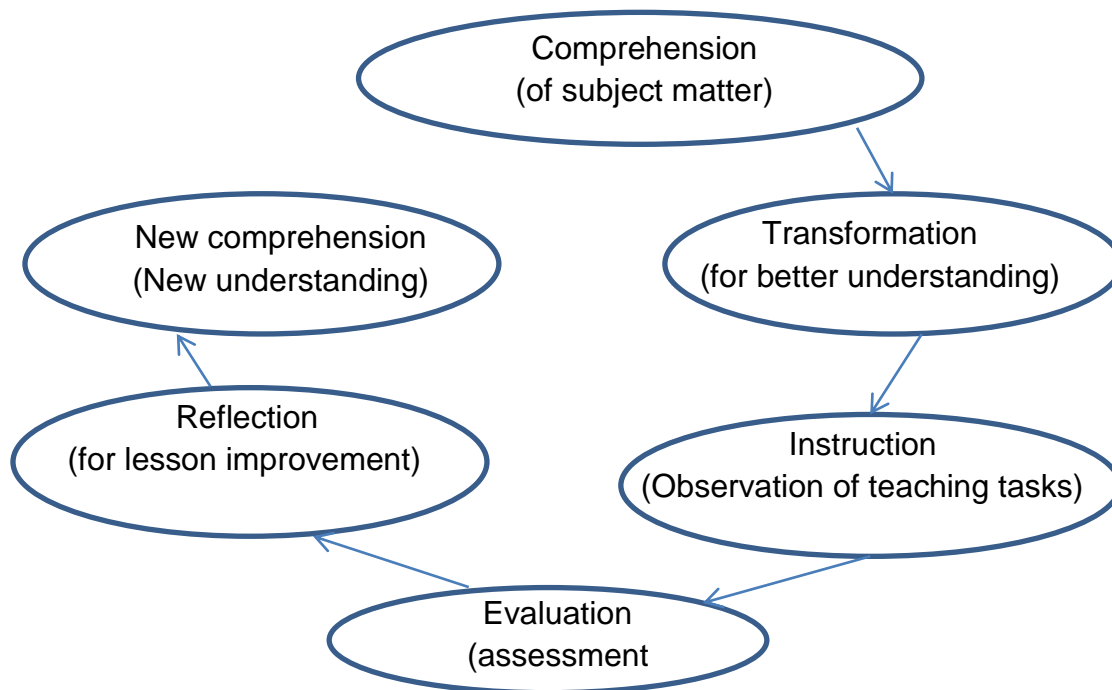 Comprehension
(of subject matter)
Transformation
(for better understanding)
Instruction
(Observation of teaching tasks)
Evaluation
(assessment
Reflection
(for lesson improvement)
New comprehension
(New understanding)